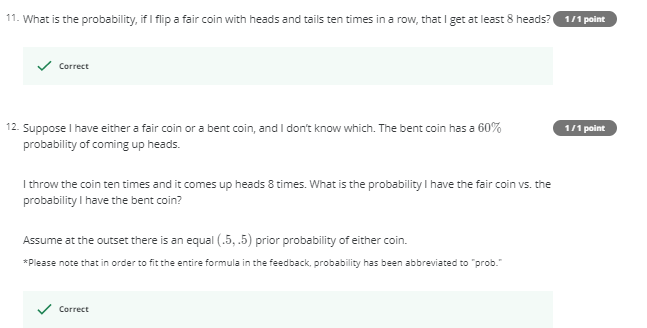 11. What is the probability, if I flip a fair coin with heads and tails ten times in a row, that I get at least 8 heads? 1 / 1 point
Correct
12. Suppose I have either a fair coin or a bent coin, and I don't know which. The bent coin has a 60% 1 / 1 point
probability of coming up heads.
I throw the coin ten times and it comes up heads 8 times. What is the probability I have the fair coin vs. the
probability I have the bent coin?
Assume at the outset there is an equal (.5, .5) prior probability of either coin.
*Please note that in order to fit the entire formula in the feedback, probability has been abbreviated to "prob."
Correct